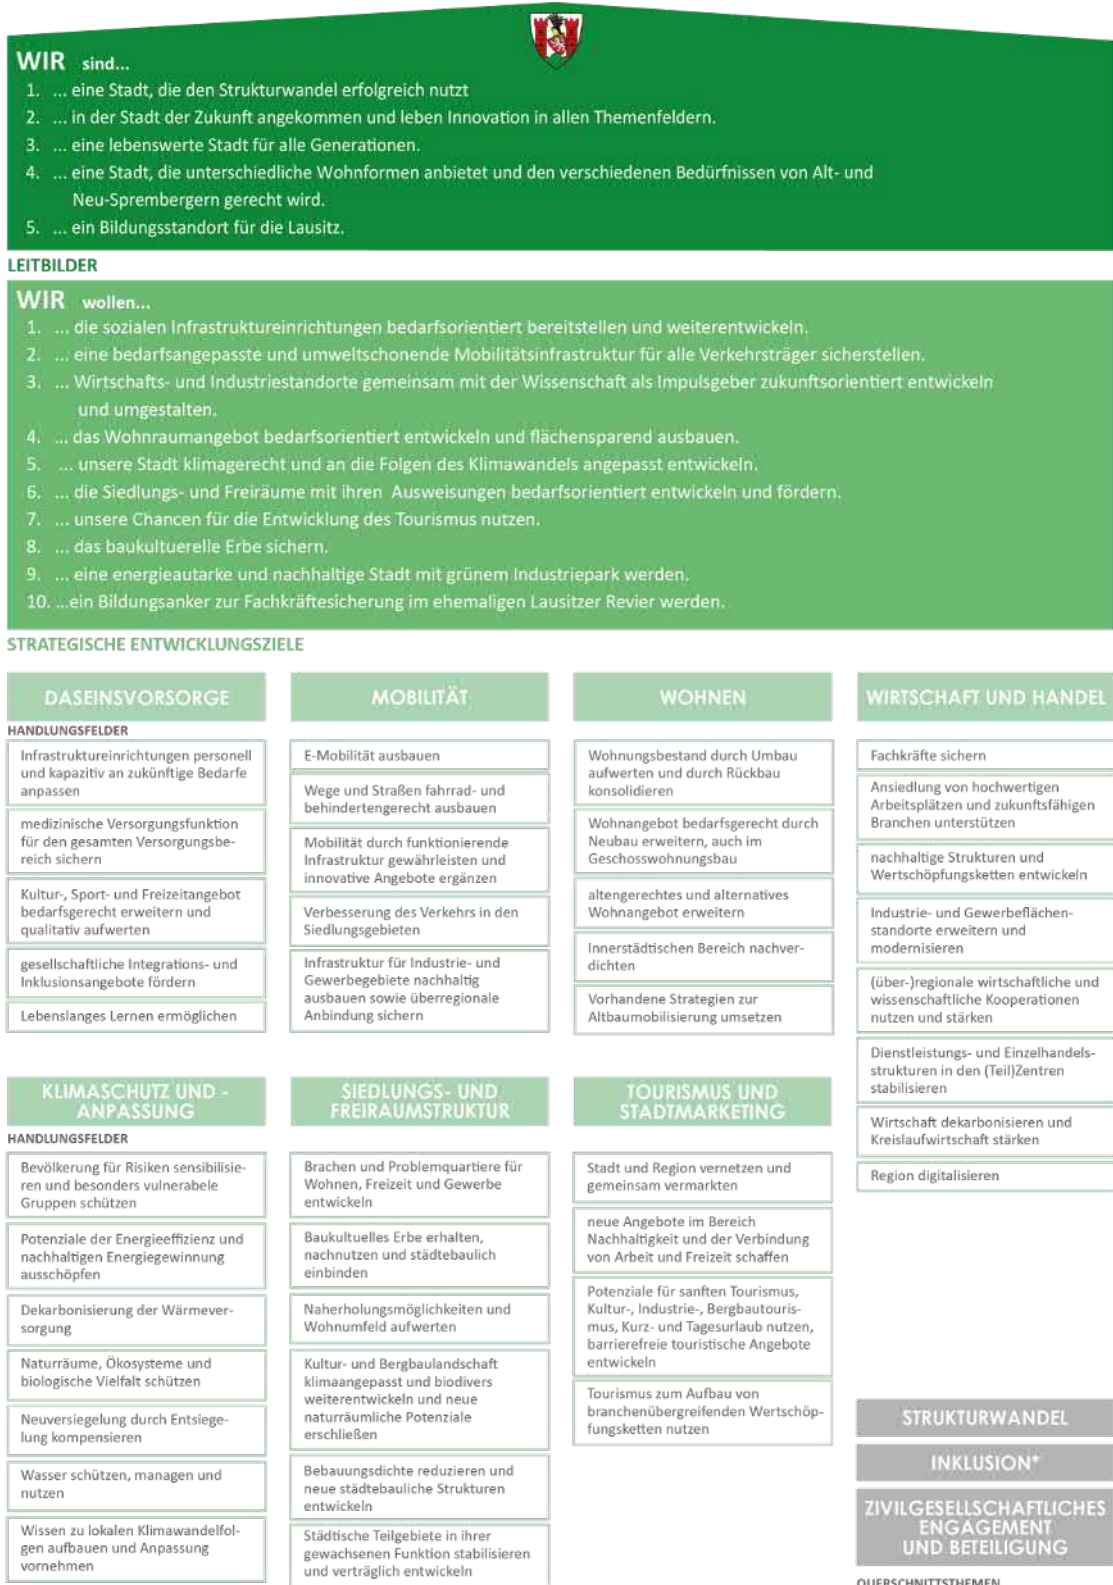 WIR sind...
1. ... eine Stadt, die den Strukturwandel erfolgreich nutzt
2. ... in der Stadt der Zukunft angekommen und leben Innovation in allen Themenfeldern.
3. ... eine lebenswerte Stadt für alle Generationen.
4. ... eine Stadt, die unterschiedliche Wohnformen anbietet und den verschiedenen Bedürfnissen von Alt- und
Neu-Sprembergern gerecht wird.
5. ... ein Bildungsstandort für die Lausitz.
LEITBILDER
WIR wollen...
1. ... die sozialen Infrastruktureinrichtungen bedarfsorientiert bereitstellen und weiterentwickeln.
2. ... eine bedarfsangepasste und umweltschonende Mobilitätsinfrastruktur für alle Verkehrsträger sicherstellen.
3. ... Wirtschafts- und Industriestandorte gemeinsam mit der Wissenschaft als Impulsgeber zukunftsorientiert entwickeln
und umgestalten.
4. ... das Wohnraumangebot bedarfsorientiert entwickeln und flächensparend ausbauen.
5. ... unsere Stadt klimagerecht und an die Folgen des Klimawandels angepasst entwickeln.
6. ... die Siedlungs- und Freiräume mit ihren Ausweisungen bedarfsorientiert entwickeln und fördern.
7. ... unsere Chancen für die Entwicklung des Tourismus nutzen.
8. ... das baukultuerelle Erbe sichern.
9. ... eine energieautarke und nachhaltige Stadt mit grünem Industriepark werden.
10. ...ein Bildungsanker zur Fachkräftesicherung im ehemaligen Lausitzer Revier werden.
STRATEGISCHE ENTWICKLUNGSZIELE
DASEINSVORSORGE
HANDLUNGSFELDER
Infrastruktureinrichtungen personell
und kapazitiv an zukünftige Bedarfe
anpassen
medizinische Versorgungsfunktion
für den gesamten Versorgungsbe-
reich sichern
Kultur-, Sport- und Freizeitangebot
bedarfsgerecht erweitern und
qualitativ aufwerten
gesellschaftliche Integrations- und
Inklusionsangebote fördern
Lebenslanges Lernen ermöglichen
MOBILITÄT
E-Mobilität ausbauen
Wege und Straßen fahrrad- und
behindertengerecht ausbauen
Mobilität durch funktionierende
Infrastruktur gewährleisten und
innovative Angebote ergänzen
Verbesserung des Verkehrs in den
Siedlungsgebieten
Infrastruktur für Industrie- und
Gewerbegebiete nachhaltig
ausbauen sowie überregionale
Anbindung sichern
WOHNEN
Wohnungsbestand durch Umbau
aufwerten und durch Rückbau
konsolidieren
Wohnangebot bedarfsgerecht durch
Neubau erweitern, auch im
Geschosswohnungsbau
altengerechtes und alternatives
Wohnangebot erweitern
Innerstädtischen Bereich nachver-
dichten
Vorhandene Strategien zur
Altbaumobilisierung umsetzen
WIRTSCHAFT UND HANDEL
Fachkräfte sichern
Ansiedlung von hochwertigen
Arbeitsplätzen und zukunftsfähigen
Branchen unterstützen
nachhaltige Strukturen und
Wertschöpfungsketten entwickeln
Industrie- und Gewerbeflächen-
standorte erweitern und
modernisieren
(über-)regionale wirtschaftliche und
wissenschaftliche Kooperationen
nutzen und stärken
Dienstleistungs- und Einzelhandels-
strukturen in den (Teil)Zentren
stabilisieren
Wirtschaft dekarbonisieren und
Kreislaufwirtschaft stärken
Region digitalisieren
KLIMASCHUTZ UND -
ANPASSUNG
HANDLUNGSFELDER
Bevölkerung für Risiken sensibilisie-
ren und besonders vulnerabele
Gruppen schützen
Potenziale der Energieeffizienz und
nachhaltigen Energiegewinnung
ausschöpfen
Dekarbonisierung der Wärmever-
sorgung
Naturräume, Ökosysteme und
biologische Vielfalt schützen
Neuversiegelung durch Entsiege-
lung kompensieren
Wasser schützen, managen und
nutzen
Wissen zu lokalen Klimawandelfol-
gen aufbauen und Anpassung
vornehmen
SIEDLUNGS- UND
FREIRAUMSTRUKTUR
Brachen und Problemquartiere für
Wohnen, Freizeit und Gewerbe
entwickeln
Baukultuelles Erbe erhalten,
nachnutzen und städtebaulich
einbinden
Naherholungsmöglichkeiten und
Wohnumfeld aufwerten
Kultur- und Bergbaulandschaft
klimaangepasst und biodivers
weiterentwickeln und neue
naturräumliche Potenziale
erschließen
Bebauungsdichte reduzieren und
neue städtebauliche Strukturen
entwickeln
Städtische Teilgebiete in ihrer
gewachsenen Funktion stabilisieren
und verträglich entwickeln
TOURISMUS UND
STADTMARKETING
Stadt und Region vernetzen und
gemeinsam vermarkten
neue Angebote im Bereich
Nachhaltigkeit und der Verbindung
von Arbeit und Freizeit schaffen
Potenziale für sanften Tourismus,
Kultur-, Industrie-, Bergbautouris-
mus, Kurz- und Tagesurlaub nutzen,
barrierefreie touristische Angebote
entwickeln
Tourismus zum Aufbau von
branchenübergreifenden Wertschöp-
fungsketten nutzen
STRUKTURWANDEL
INKLUSION*
ZIVILGESELLSCHAFTLICHES
ENGAGEMENT
UND BETEILIGUNG
QUERSCHNITTSTHEMEN